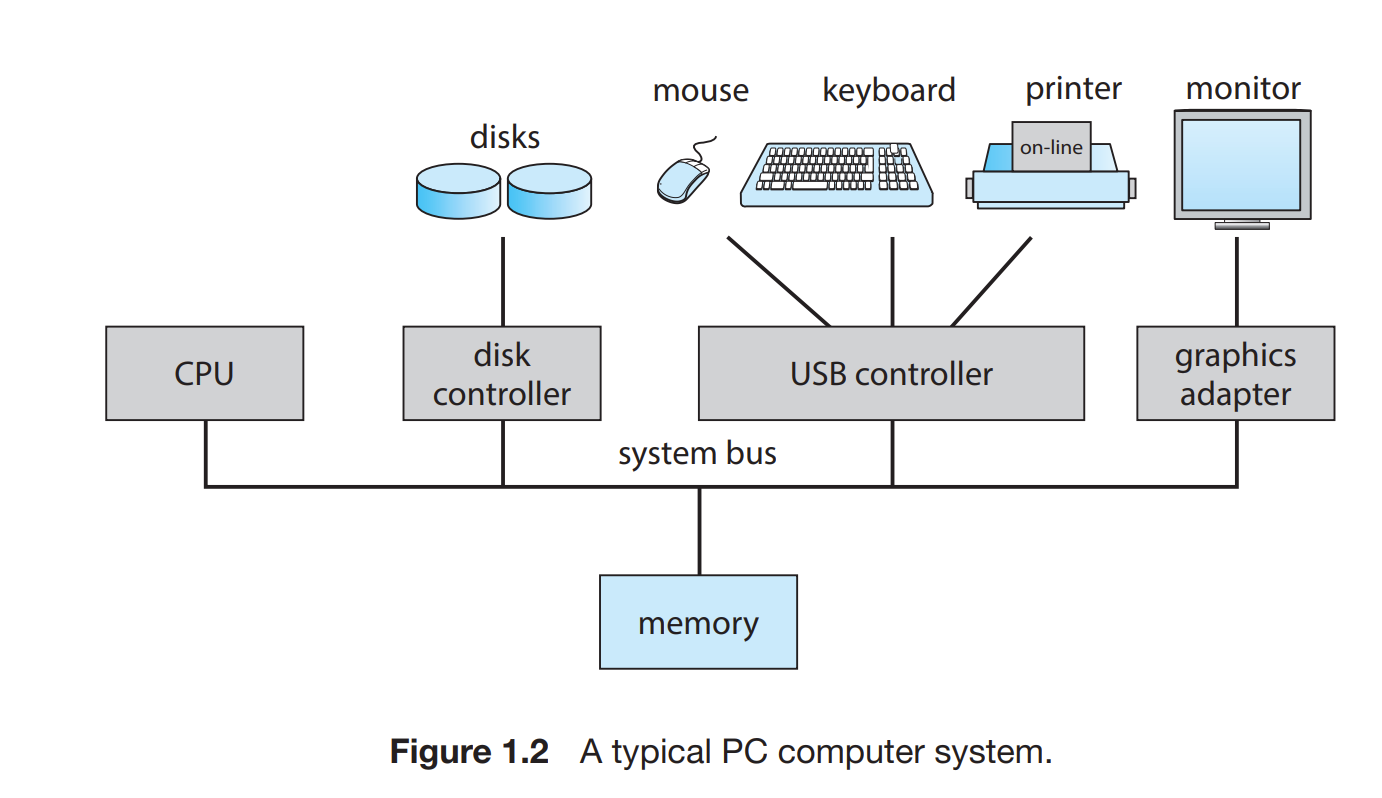 mouse
keyboard
printer
monitor
disks
on-line
CPU
disk
controller
USB controller
graphics
adapter
system bus
memory
Figure 1.2 A typical PC computer system.